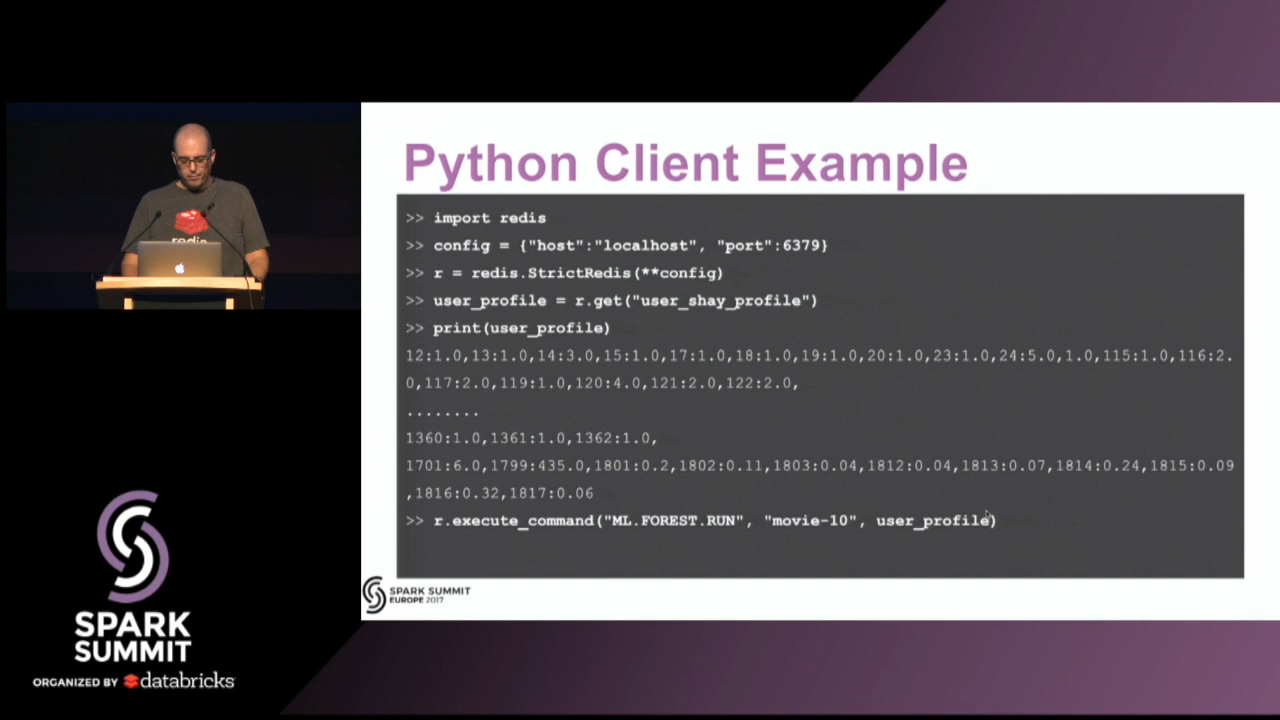 Python Client Example
>> import redis
>> config = {"host":"localhost", "port":6379}
>> r = redis.StrictRedis(**config)
>> user_profile = r.get("user_shay_profile")
>> print(user_profile)
12:1.0,13:1.0,14:3.0,15:1.0,17:1.0,18:1.0,19:1.0,20:1.0,23:1.0,24:5.0,1.0,115:1.0,116:2.
0,117:2.0,119:1.0,120:4.0,121:2.0,122:2.0,
........
1360:1.0,1361:1.0,1362:1.0,
1701:6.0,1799:435.0,1801:0.2,1802:0.11,1803:0.04,1812:0.04,1813:0.07,1814:0.24,1815:0.09
,1816:0.32,1817:0.06
>> r.execute_command("ML.FOREST.RUN", "movie-10", user_profile)
SPARK SUMMIT
EUROPE 2017
redis
SPARK
SUMMIT
ORGANIZED BY databricks